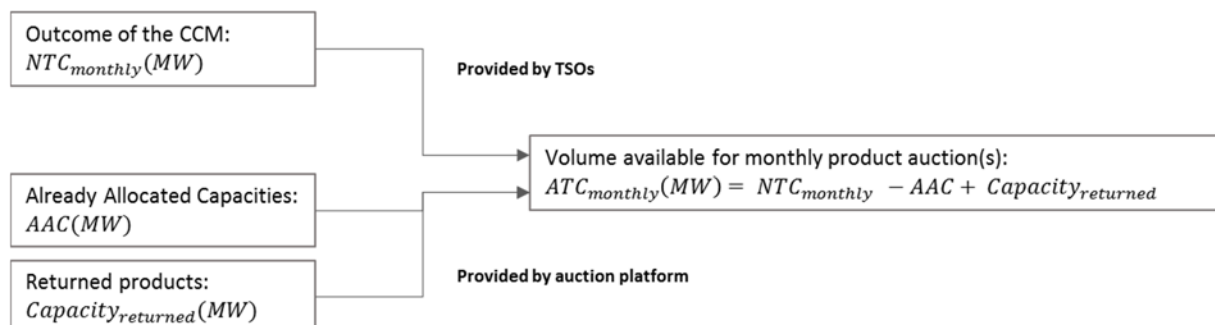 Outcome of the CCM:
NTC_monthly(MW)
Provided by TSOs
Volume available for monthly product auction(s):
ATC_monthly(MW) = NTC_monthly − AAC + Capacity_returned
Already Allocated Capacities:
AAC(MW)
Returned products:
Capacity_returned(MW)
Provided by auction platform